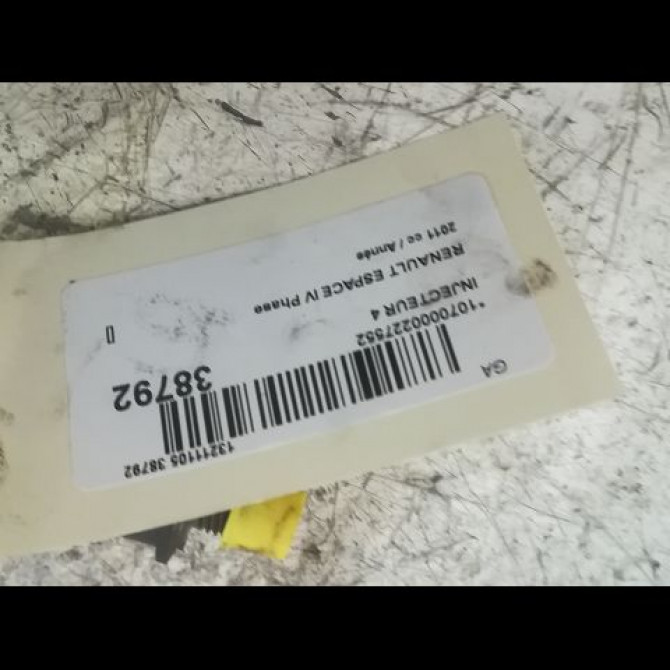 13211105 38792
GA
38792
*1070000227552
INJECTEUR 4
RENAULT ESPACE IV Phase
2011 cc / Année